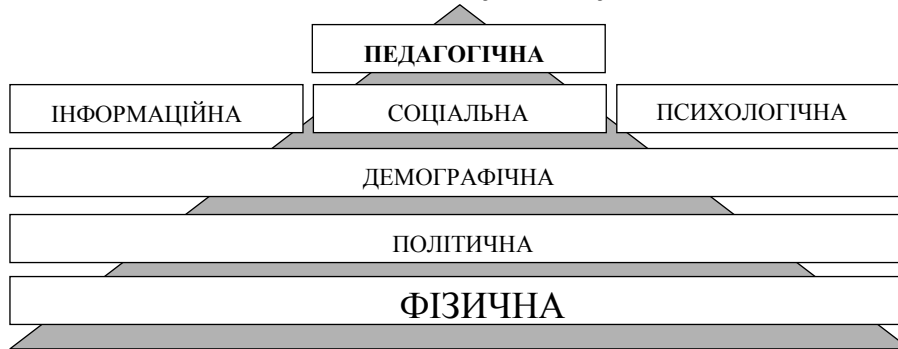 ПЕДАГОГІЧНА
ІНФОРМАЦІЙНА СОЦІАЛЬНА ПСИХОЛОГІЧНА
ДЕМОГРАФІЧНА
ПОЛІТИЧНА
ФІЗИЧНА